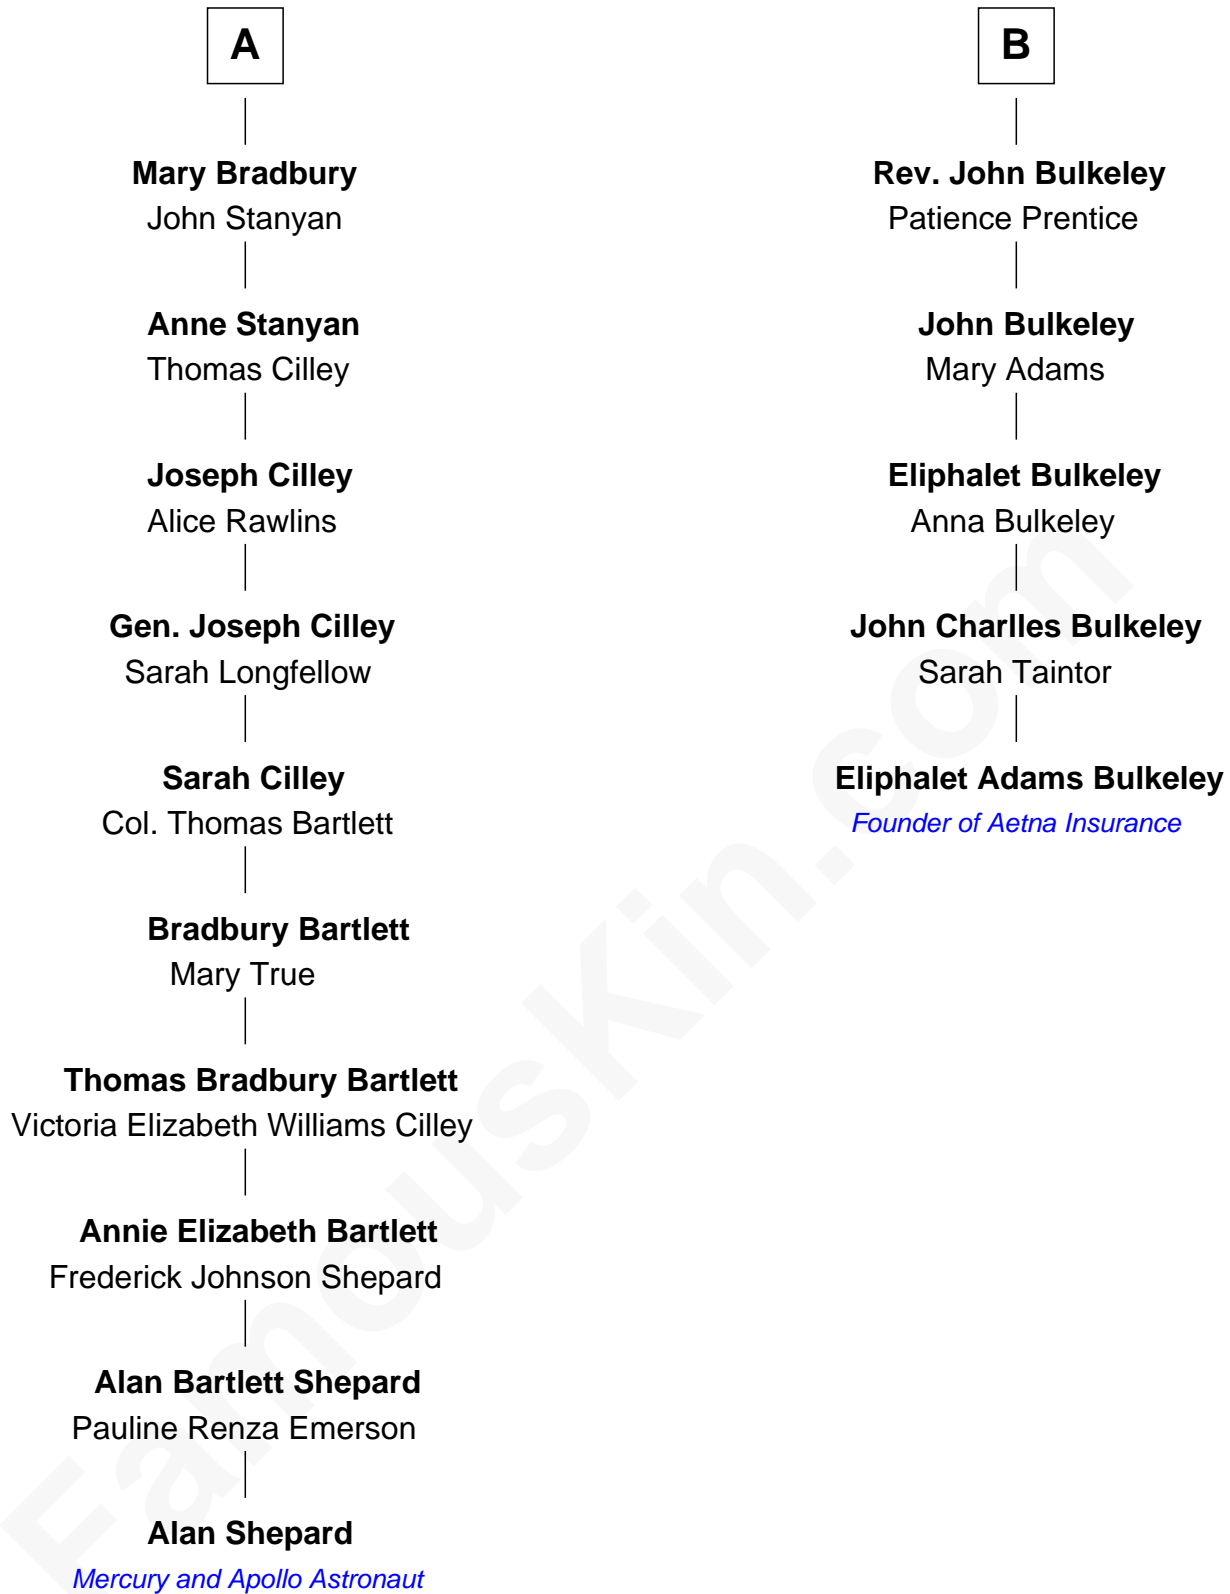 A
Mary Bradbury
John Stanyan
Anne Stanyan
Thomas Cilley
Joseph Cilley
Alice Rawlins
Gen. Joseph Cilley
Sarah Longfellow
Sarah Cilley
Col. Thomas Bartlett
Bradbury Bartlett
Mary True
Thomas Bradbury Bartlett
Victoria Elizabeth Williams Cilley
Annie Elizabeth Bartlett
Frederick Johnson Shepard
Alan Bartlett Shepard
Pauline Renza Emerson
Alan Shepard
Mercury and Apollo Astronaut
B
Rev. John Bulkeley
Patience Prentice
John Bulkeley
Mary Adams
Eliphalet Bulkeley
Anna Bulkeley
John Charlles Bulkeley
Sarah Taintor
Eliphalet Adams Bulkeley
Founder of Aetna Insurance
FamousKin.com